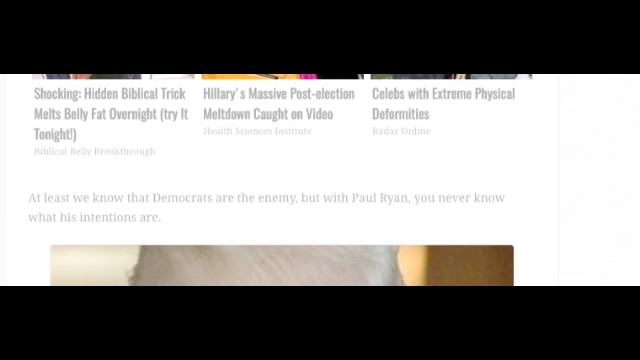 Shocking: Hidden Biblical Trick
Melts Belly Fat Overnight (try It
Tonight!)
Biblical Belly Breakthrough
Hillary's Massive Post-election
Meltdown Caught on Video
Health Sciences Institute
Celebs with Extreme Physical
Deformities
Radar Online
At least we know that Democrats are the enemy, but with Paul Ryan, you never know
what his intentions are.